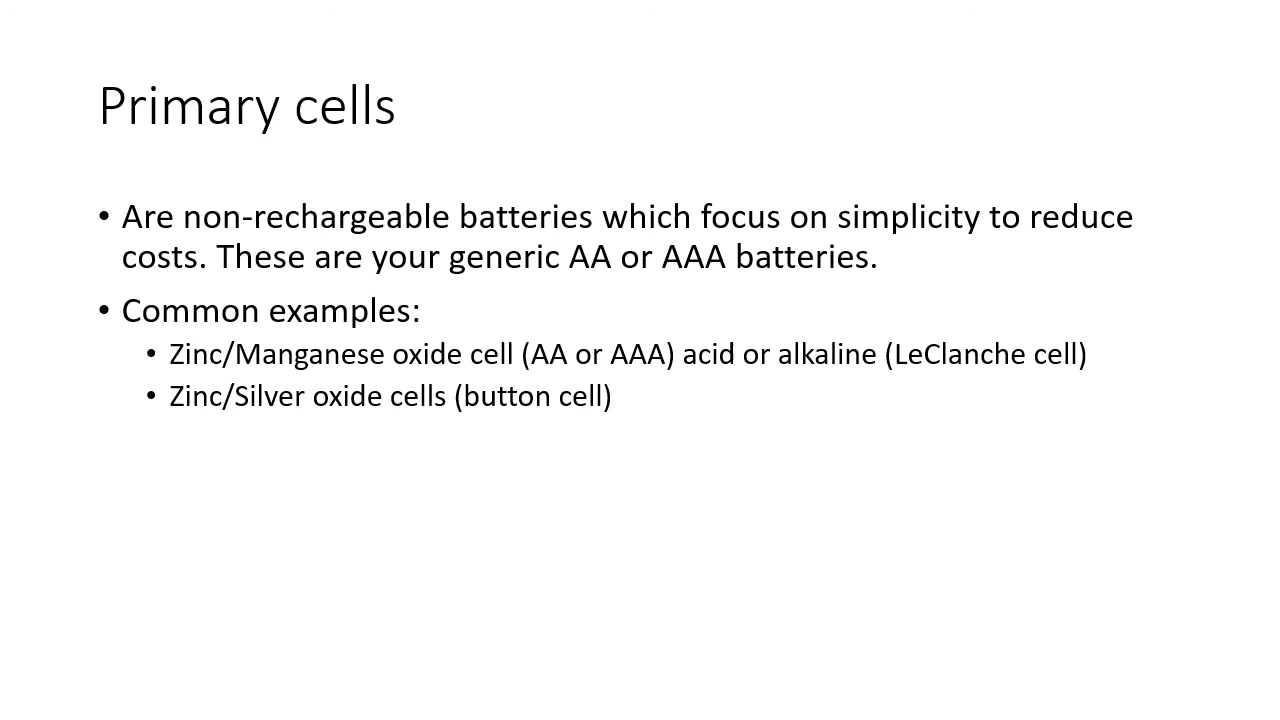 Primary cells
• Are non-rechargeable batteries which focus on simplicity to reduce
costs. These are your generic AA or AAA batteries.
• Common examples:
• Zinc/Manganese oxide cell (AA or AAA) acid or alkaline (LeClanche cell)
• Zinc/Silver oxide cells (button cell)